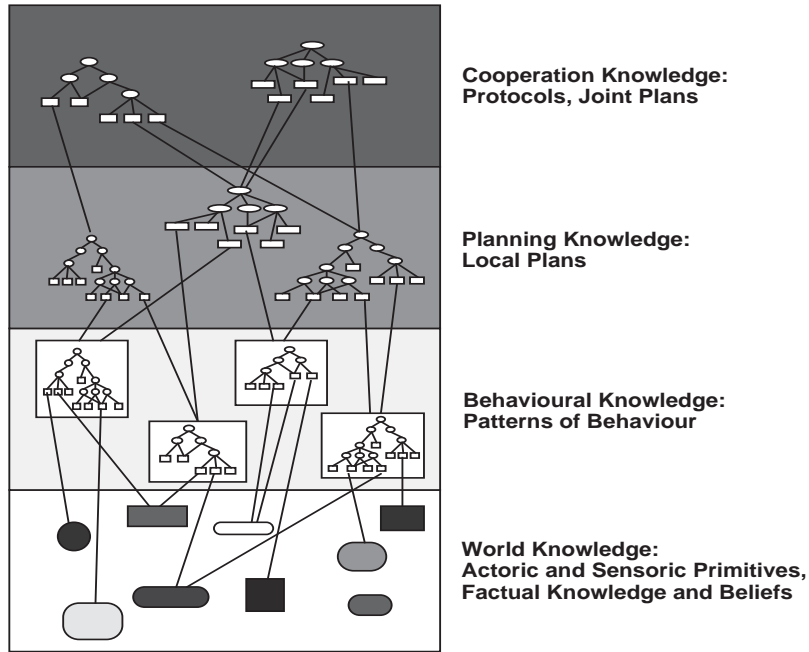 Cooperation Knowledge:
Protocols, Joint Plans
Planning Knowledge:
Local Plans
Behavioural Knowledge:
Patterns of Behaviour
World Knowledge:
Actoric and Sensoric Primitives,
Factual Knowledge and Beliefs